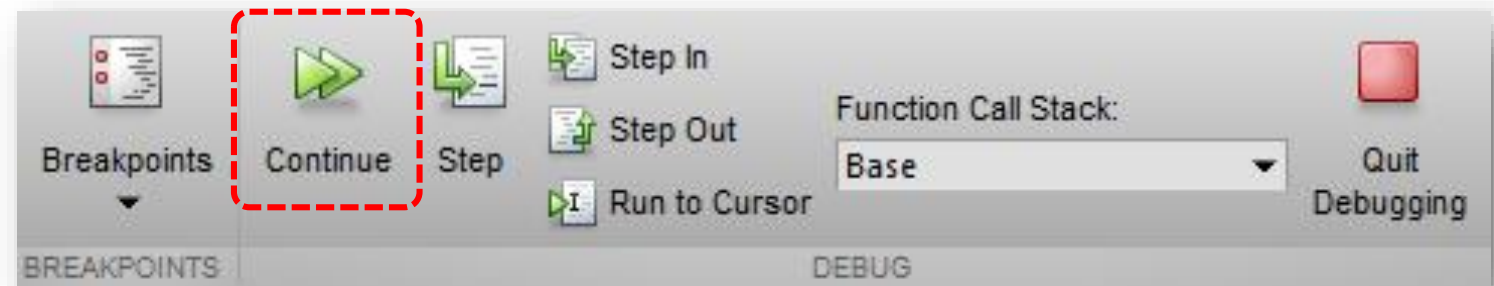 Breakpoints
Continue
Step
Step In
Step Out
Run to Cursor
Function Call Stack:
Base
Quit
Debugging
BREAKPOINTS
DEBUG